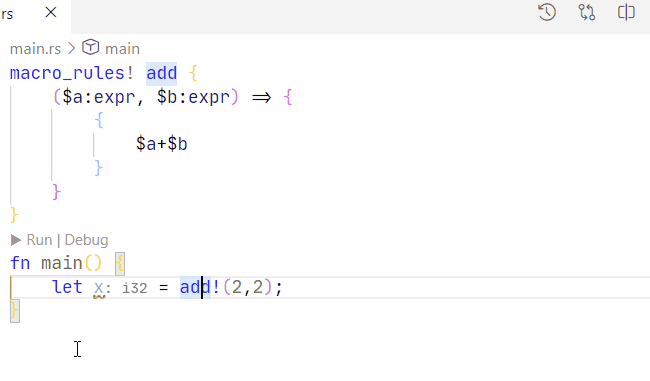 rs
main.rs > main
macro_rules! add {
    ($a:expr, $b:expr) => {
        {
            $a+$b
        }
    }
}
Run | Debug
fn main() {
    let x: i32 = add!(2,2);
}